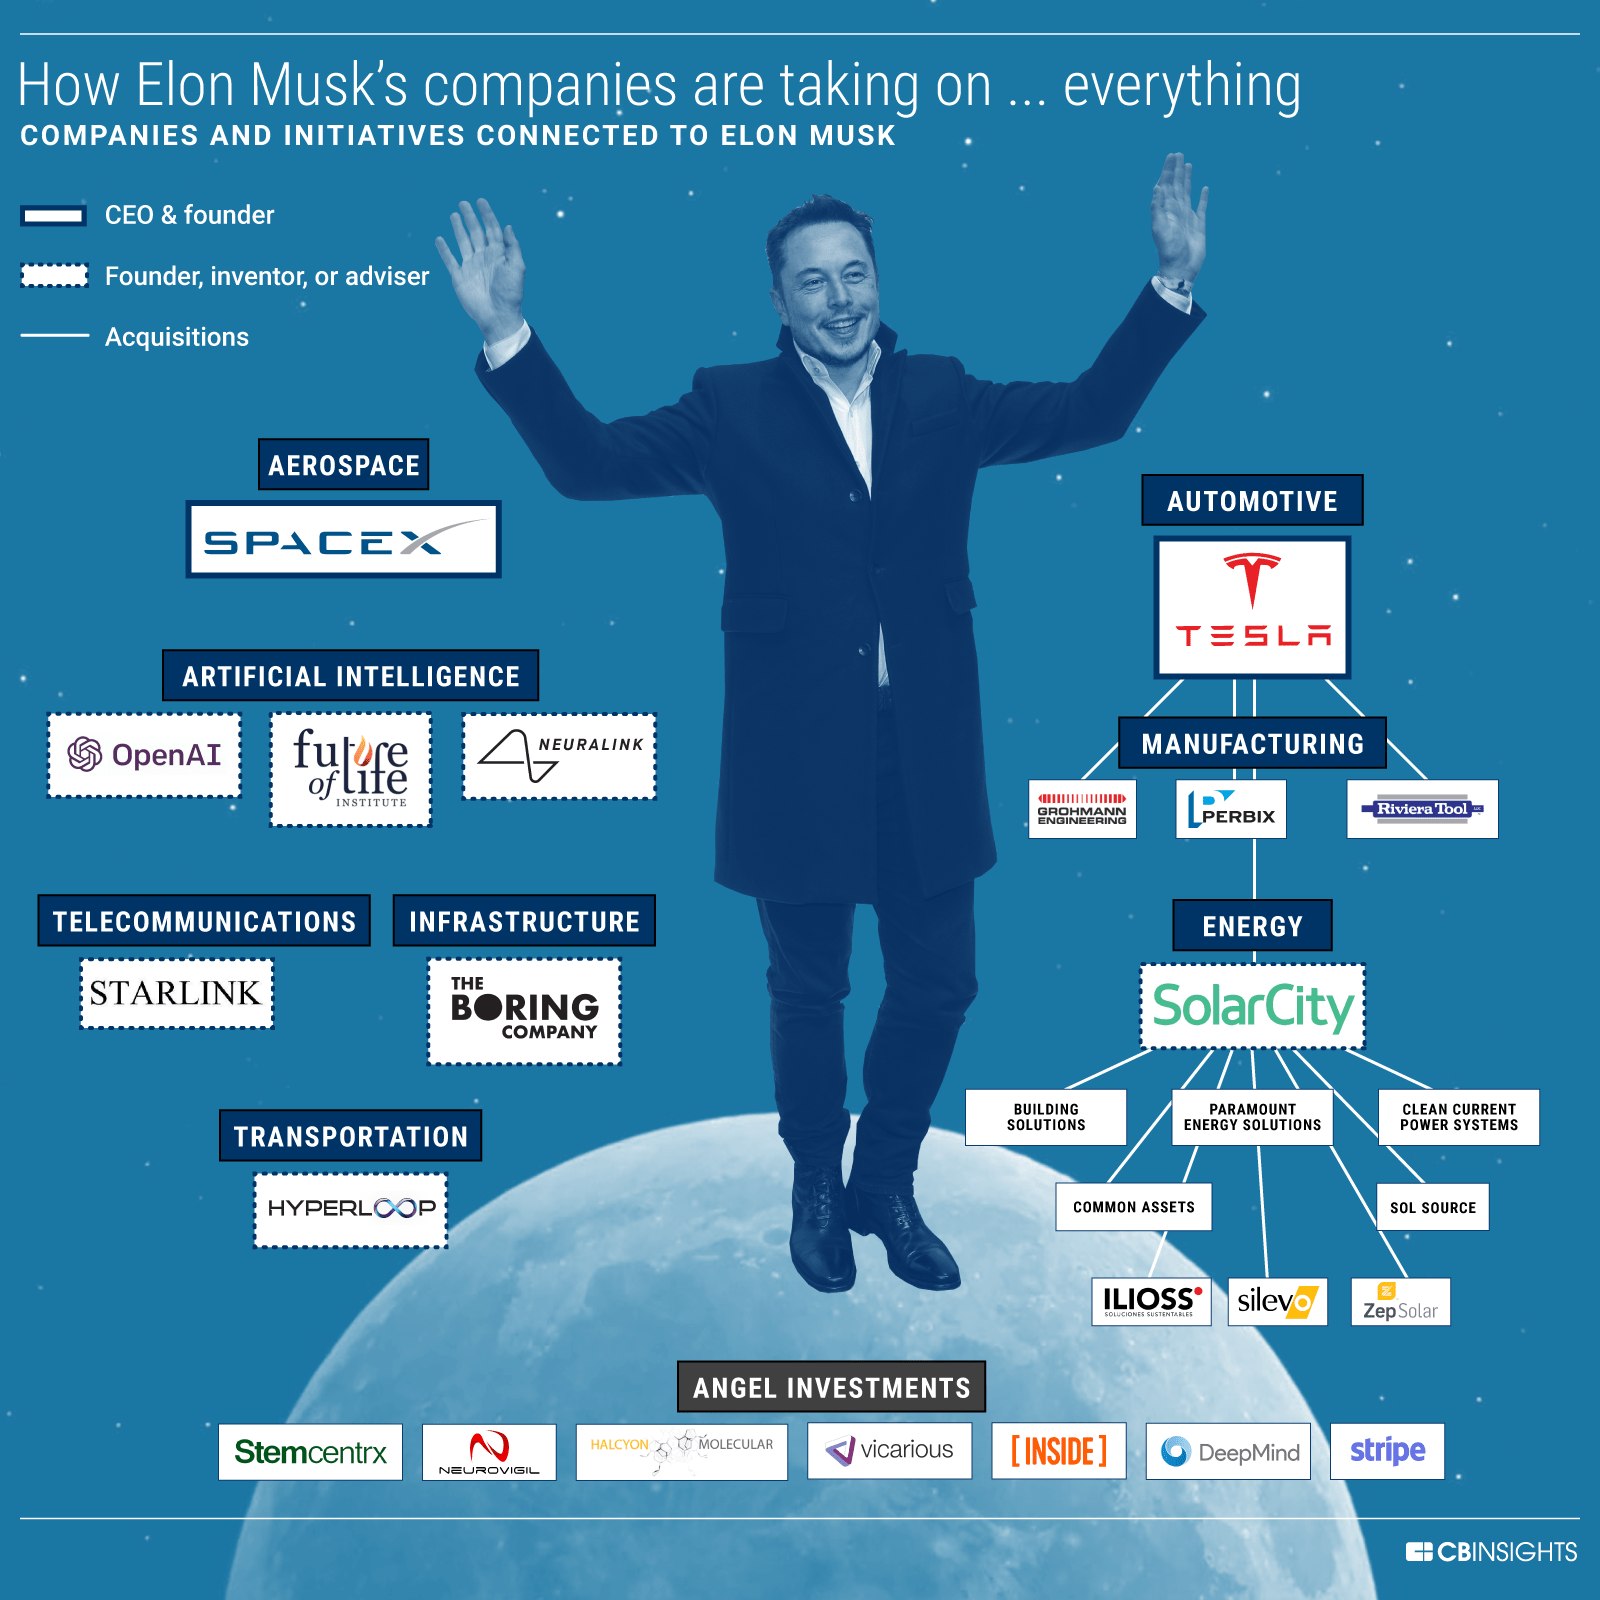 How Elon Musk's companies are taking on ... everything
COMPANIES AND INITIATIVES CONNECTED TO ELON MUSK
CEO & founder
Founder, inventor, or adviser
Acquisitions
AEROSPACE
SPACEX
ARTIFICIAL INTELLIGENCE
OpenAI
future
of life
INSTITUTE
NEURALINK
TELECOMMUNICATIONS
STARLINK
INFRASTRUCTURE
THE
BORING
COMPANY
TRANSPORTATION
HYPERLOOP
AUTOMOTIVE
TESLA
MANUFACTURING
GROHMANN
ENGINEERING
PERBIX
Riviera Tool LLC
ENERGY
SolarCity
BUILDING
SOLUTIONS
PARAMOUNT
ENERGY SOLUTIONS
CLEAN CURRENT
POWER SYSTEMS
COMMON ASSETS
SOL SOURCE
ILIOSS
SOLUCIONES SUSTENTABLES
silevo
ZepSolar
ANGEL INVESTMENTS
Stemcentrx
NEUROVIGIL
HALCYON MOLECULAR
vicarious
[INSIDE]
DeepMind
stripe
CBINSIGHTS